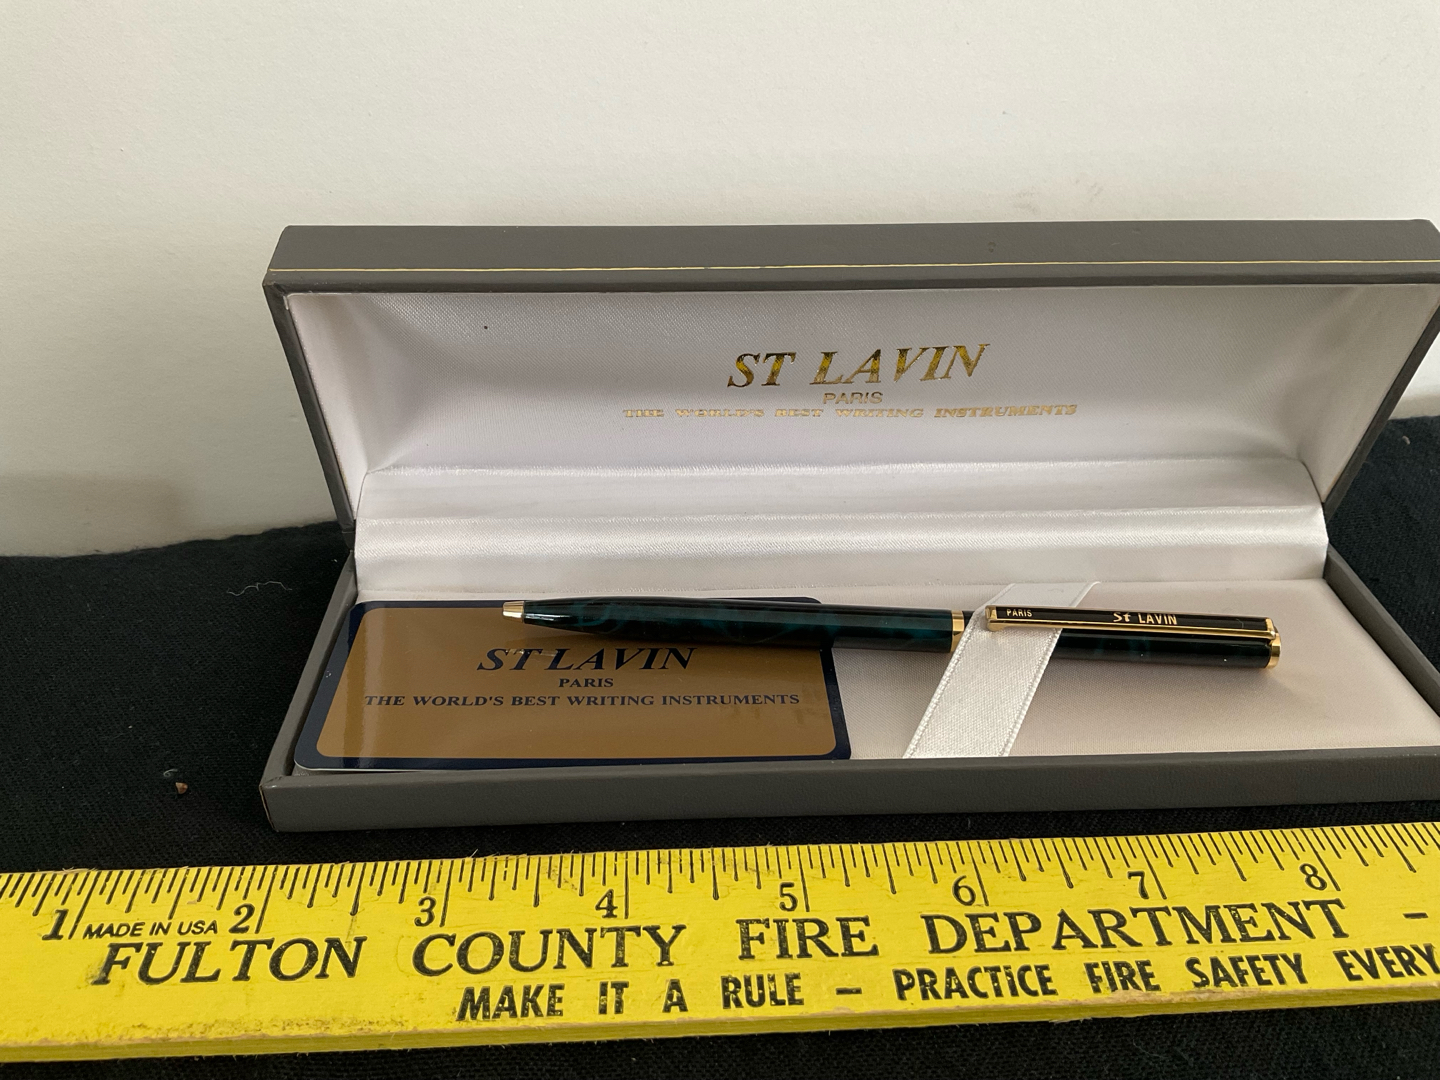 ST LAVIN
PARIS
THE WORLD'S BEST WRITING INSTRUMENTS
PARIS St LAVIN
ST LAVIN
PARIS
THE WORLD'S BEST WRITING INSTRUMENTS
1 MADE IN USA 2 3 4 5 6 7 8
FULTON COUNTY FIRE DEPARTMENT -
MAKE IT A RULE - PRACTICE FIRE SAFETY EVERY